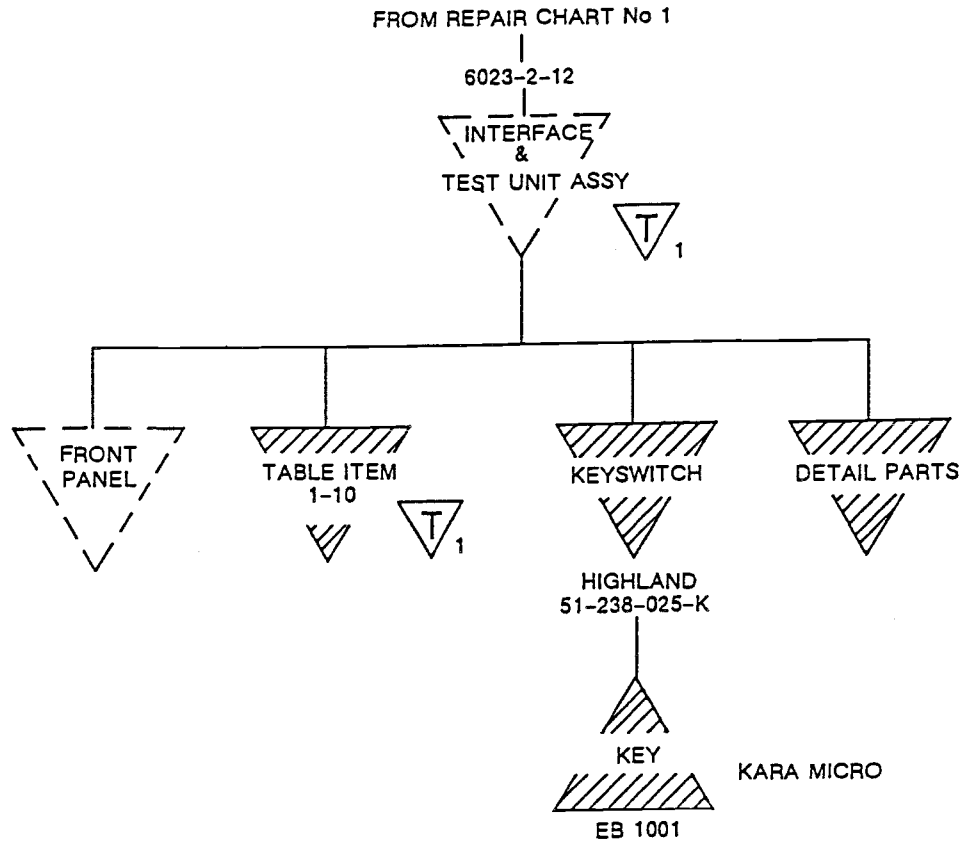 FROM REPAIR CHART No 1
6023-2-12
INTERFACE
&
TEST UNIT ASSY
T
1
FRONT
PANEL
TABLE ITEM
1-10
T
1
KEYSWITCH
DETAIL PARTS
HIGHLAND
51-238-025-K
KEY
KARA MICRO
EB 1001